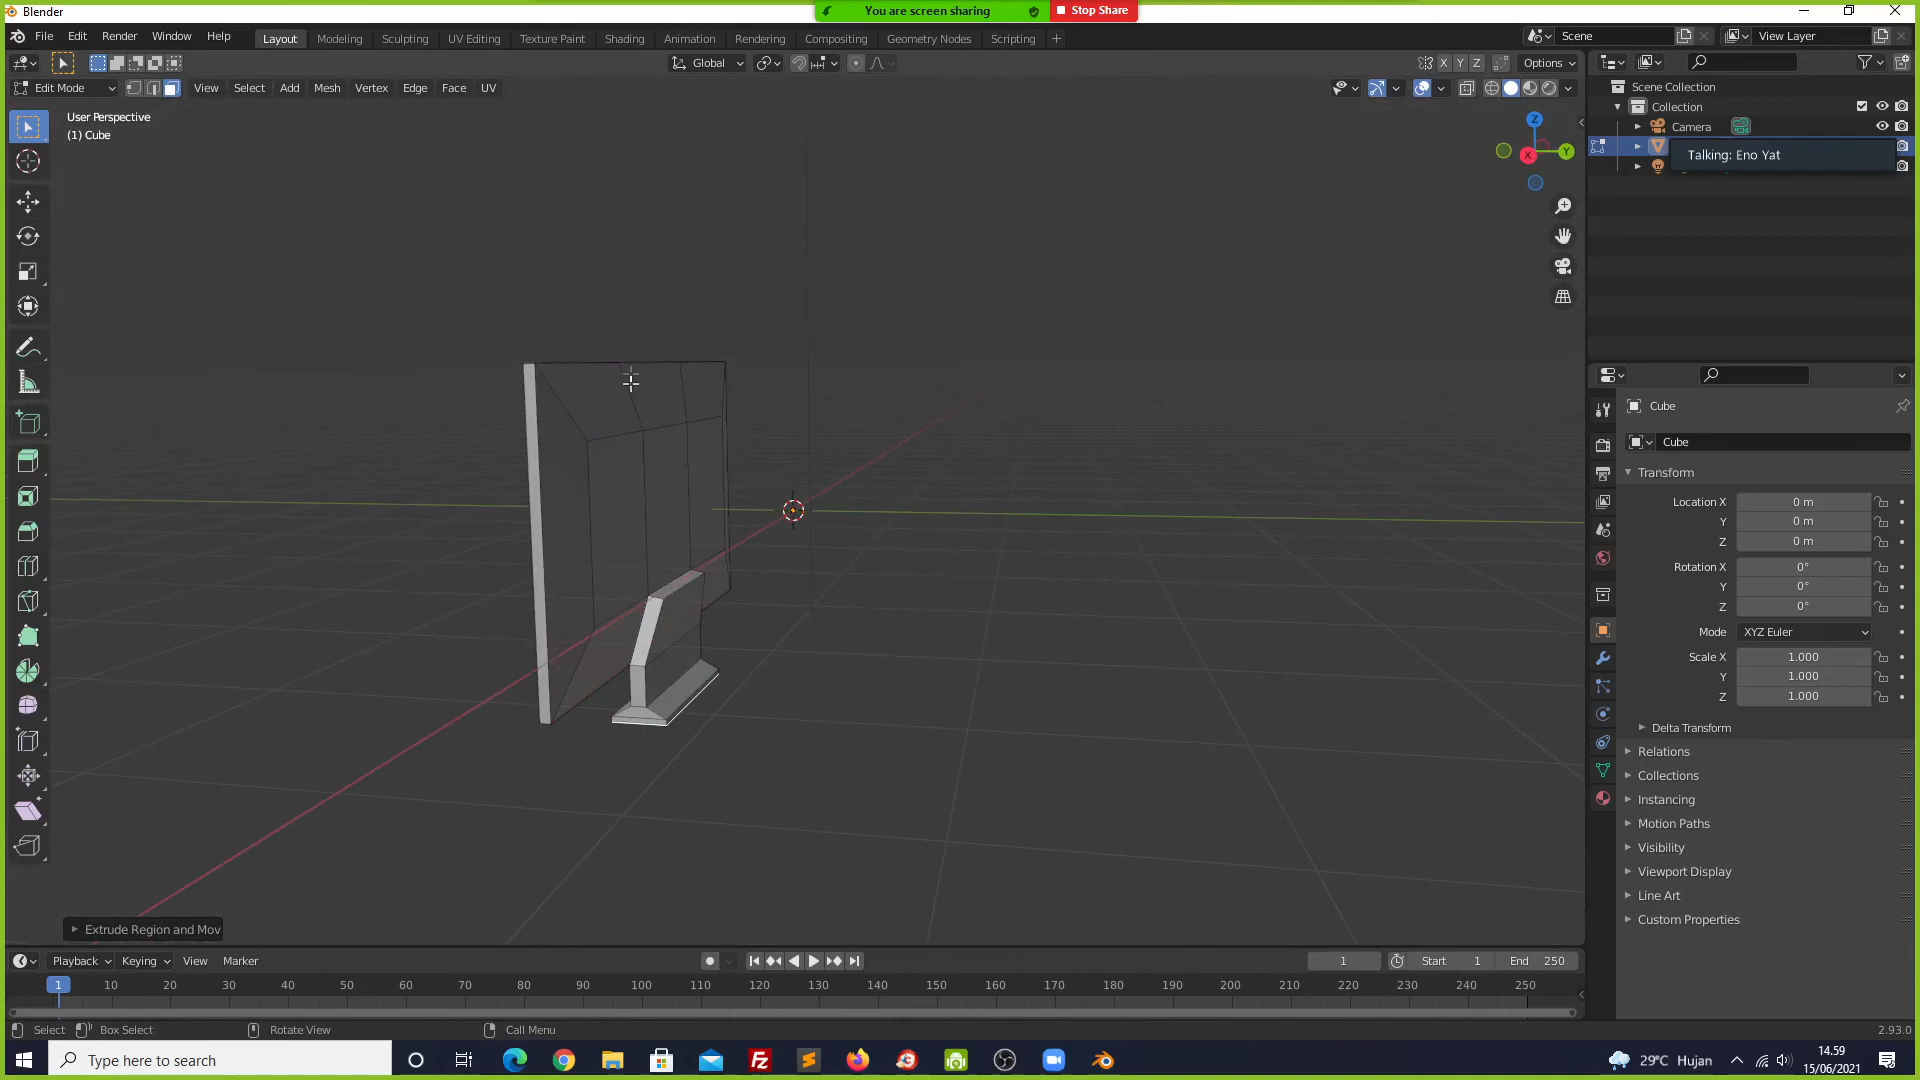 Blender
You are screen sharing
Stop Share
File Edit Render Window Help
Layout Modeling Sculpting UV Editing Texture Paint Shading Animation Rendering Compositing Geometry Nodes Scripting
Scene
View Layer
Global
X Y Z
Options
Edit Mode
View Select Add Mesh Vertex Edge Face UV
User Perspective
(1) Cube
Z
Y
X
Scene Collection
Collection
Camera
Talking: Eno Yat
Cube
Cube
Transform
Location X 0 m
Y 0 m
Z 0 m
Rotation X 0°
Y 0°
Z 0°
Mode XYZ Euler
Scale X 1.000
Y 1.000
Z 1.000
Delta Transform
Relations
Collections
Instancing
Motion Paths
Visibility
Viewport Display
Line Art
Custom Properties
Extrude Region and Mov
Playback Keying View Marker
1
Start 1
End 250
1 10 20 30 40 50 60 70 80 90 100 110 120 130 140 150 160 170 180 190 200 210 220 230 240 250
Select Box Select Rotate View Call Menu
2.93.0
Type here to search
29°C Hujan
14.59
15/06/2021